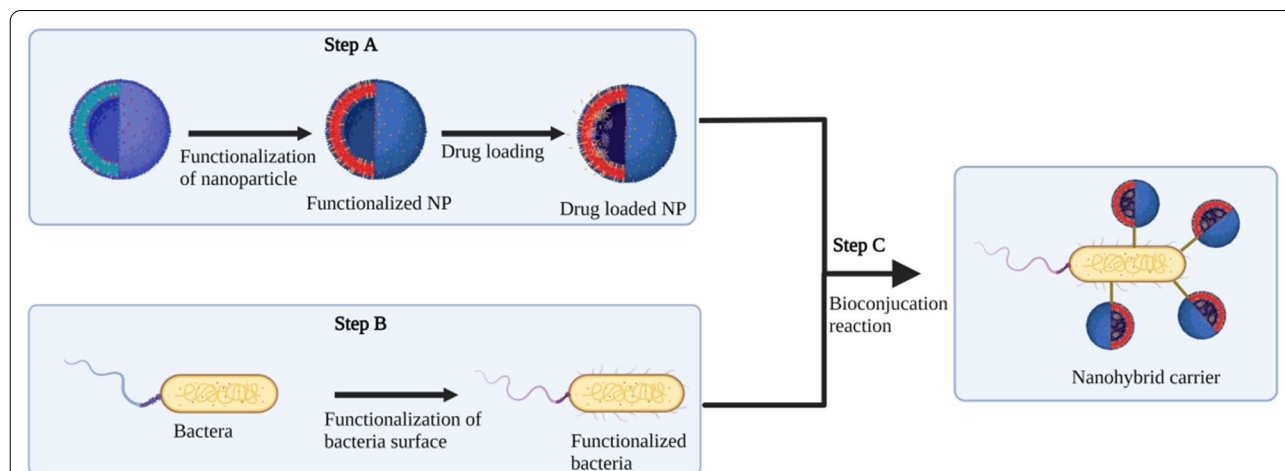 Step A
Functionalization
of nanoparticle
Functionalized NP
Drug loading
Drug loaded NP
Step B
Bactera
Functionalization of
bacteria surface
Functionalized
bacteria
Step C
Bioconjucation
reaction
Nanohybrid carrier